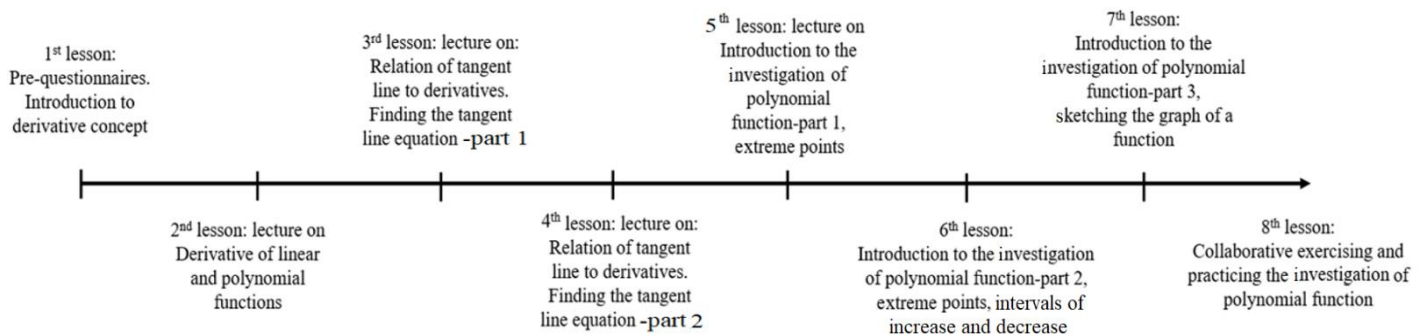 1st lesson:
Pre-questionnaires.
Introduction to
derivative concept
2nd lesson: lecture on
Derivative of linear
and polynomial
functions
3rd lesson: lecture on:
Relation of tangent
line to derivatives.
Finding the tangent
line equation -part 1
4th lesson: lecture on:
Relation of tangent
line to derivatives.
Finding the tangent
line equation -part 2
5th lesson: lecture on
Introduction to the
investigation of
polynomial
function-part 1,
extreme points
6th lesson:
Introduction to the investigation
of polynomial function-part 2,
extreme points, intervals of
increase and decrease
7th lesson:
Introduction to the
investigation of polynomial
function-part 3,
sketching the graph of a
function
8th lesson:
Collaborative exercising and
practicing the investigation of
polynomial function